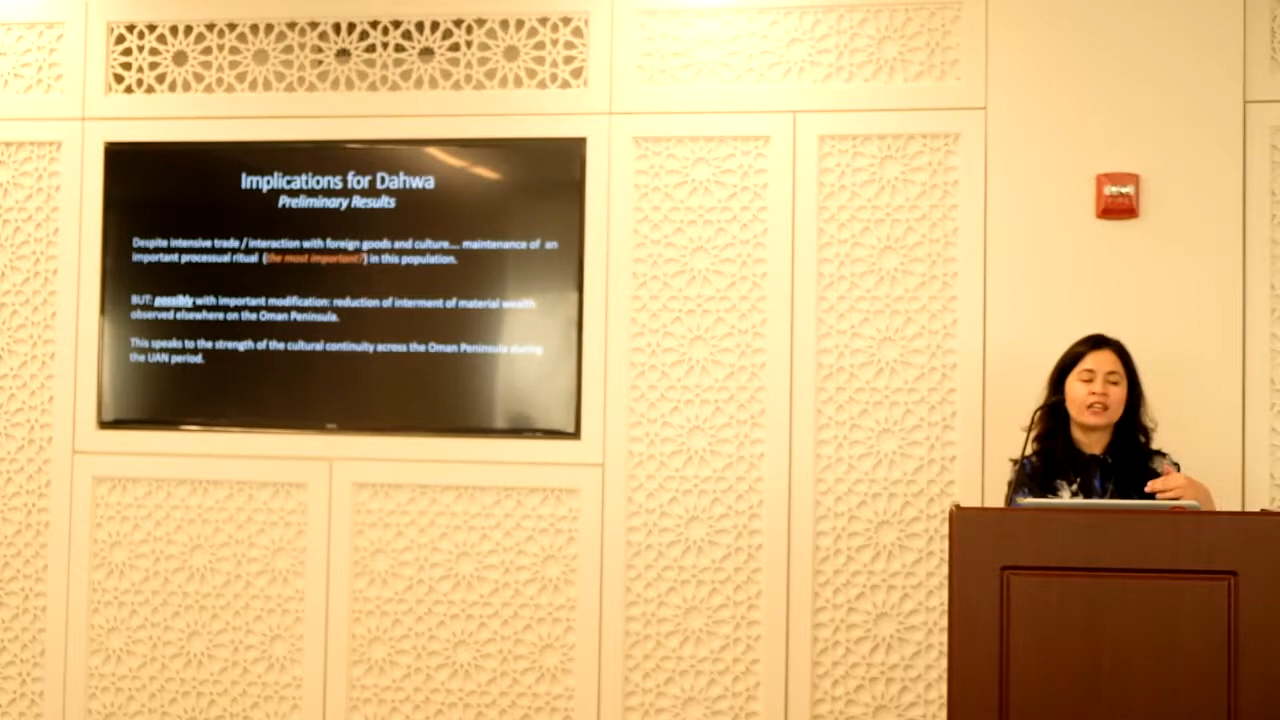 Implications for Dahwa
Preliminary Results
Despite intensive trade / interaction with foreign goods and culture.... maintenance of an
important processual ritual (the most important?) in this population.
BUT: possibly with important modification: reduction of interment of material wealth
observed elsewhere on the Oman Peninsula.
This speaks to the strength of the cultural continuity across the Oman Peninsula during
the UAN period.